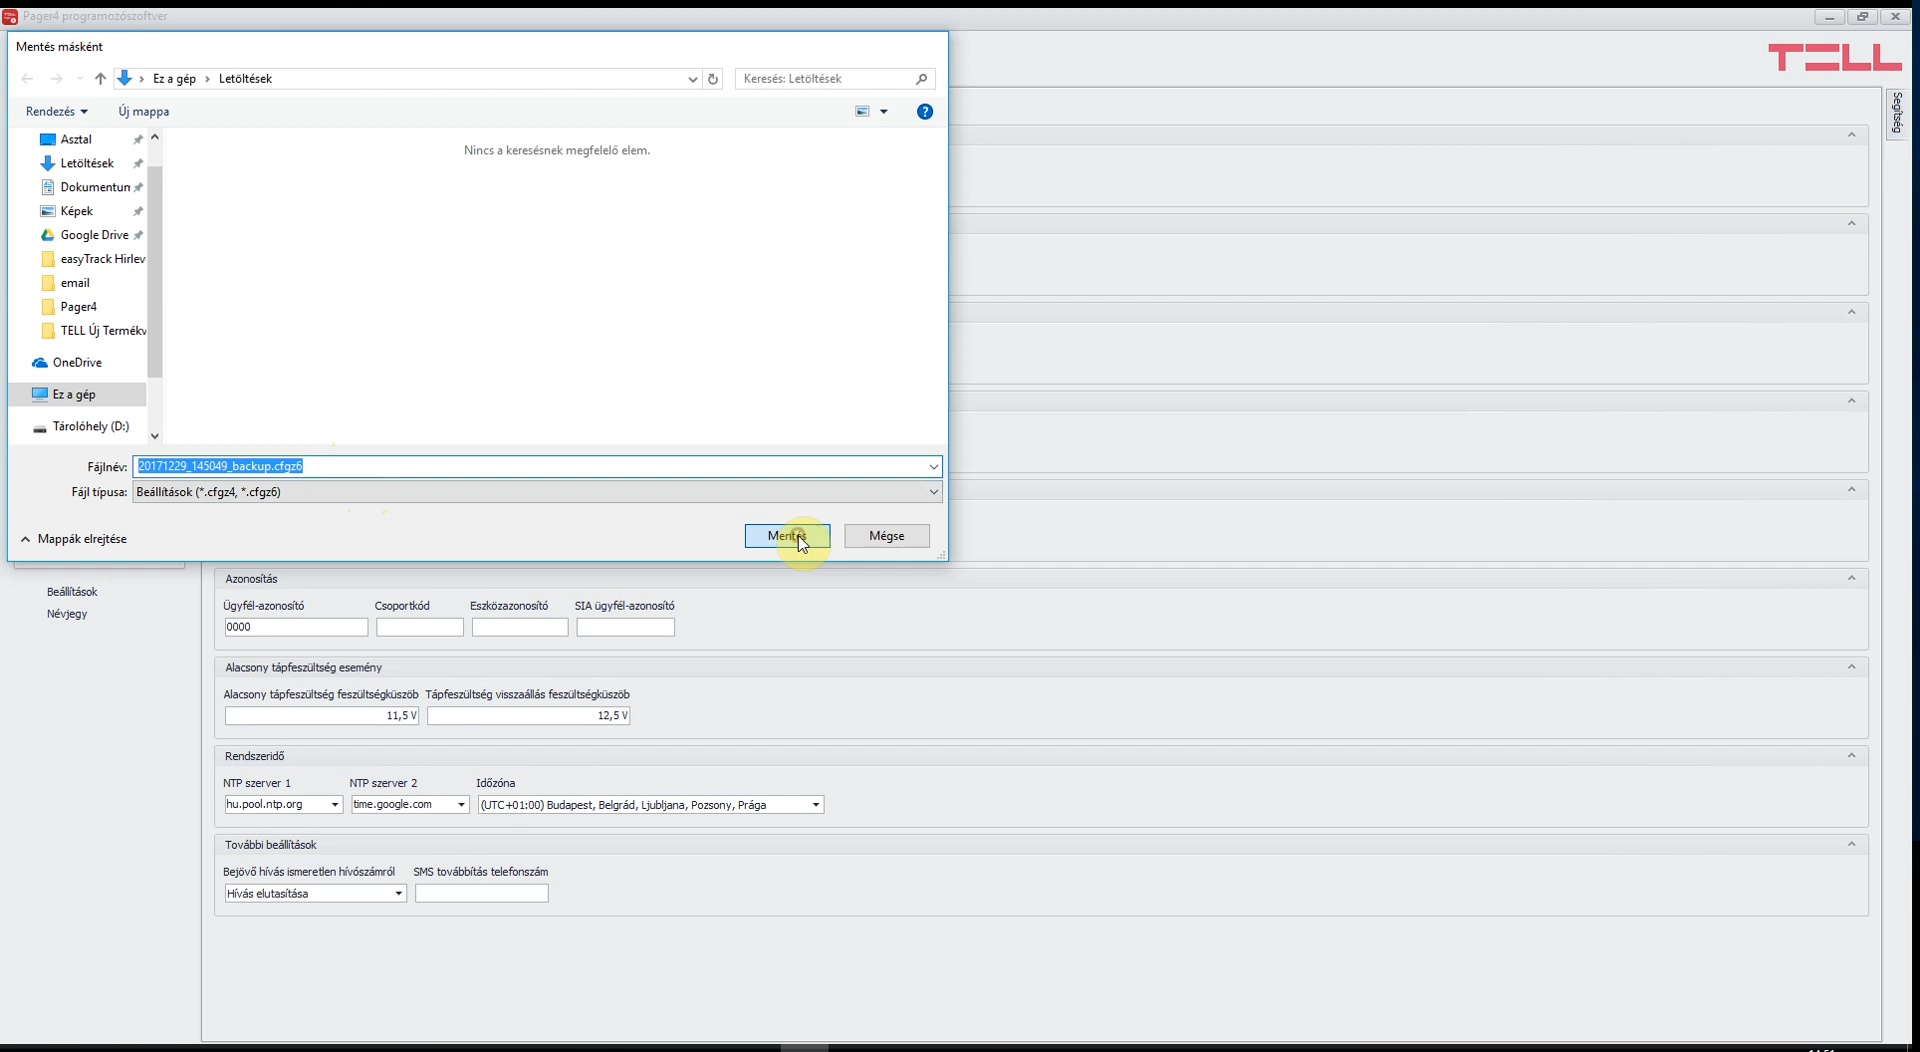 Pager4 programozószoftver
Mentés másként
Ez a gép
Letöltések
Keresés: Letöltések
Rendezés
Új mappa
TELL
Segítség
Asztal
Letöltések
Dokumentun
Képek
Google Drive
easyTrack Hirlev
email
Pager4
TELL Új Termékv
OneDrive
Ez a gép
Tárolóhely (D:)
Nincs a keresésnek megfelelő elem.
Fájlnév:
20171229_145049_backup.cfgz6
Fájl típusa:
Beállítások (*.cfgz4, *.cfgz6)
Mappák elrejtése
Mentés
Mégse
Beállítások
Névjegy
Azonosítás
Ügyfél-azonosító Csoportkód Eszközazonosító SIA ügyfél-azonosító
0000
Alacsony tápfeszültség esemény
Alacsony tápfeszültség feszültségküszöb Tápfeszültség visszaállás feszültségküszöb
11,5 V 12,5 V
Rendszeridő
NTP szerver 1 NTP szerver 2 Időzóna
hu.pool.ntp.org time.google.com (UTC+01:00) Budapest, Belgrád, Ljubljana, Pozsony, Prága
További beállítások
Bejövő hívás ismeretlen hívószámról SMS továbbítás telefonszám
Hívás elutasítása